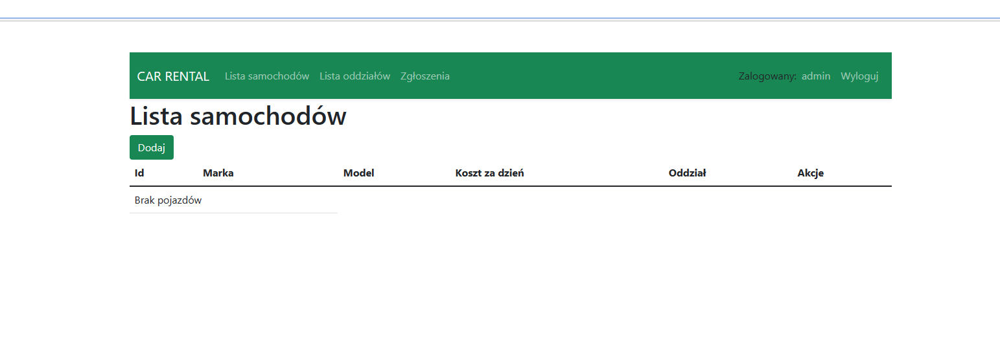 CAR RENTAL Lista samochodów Lista oddziałów Zgłoszenia Zalogowany: admin Wyloguj
Lista samochodów
Dodaj
Id Marka Model Koszt za dzień Oddział Akcje
Brak pojazdów